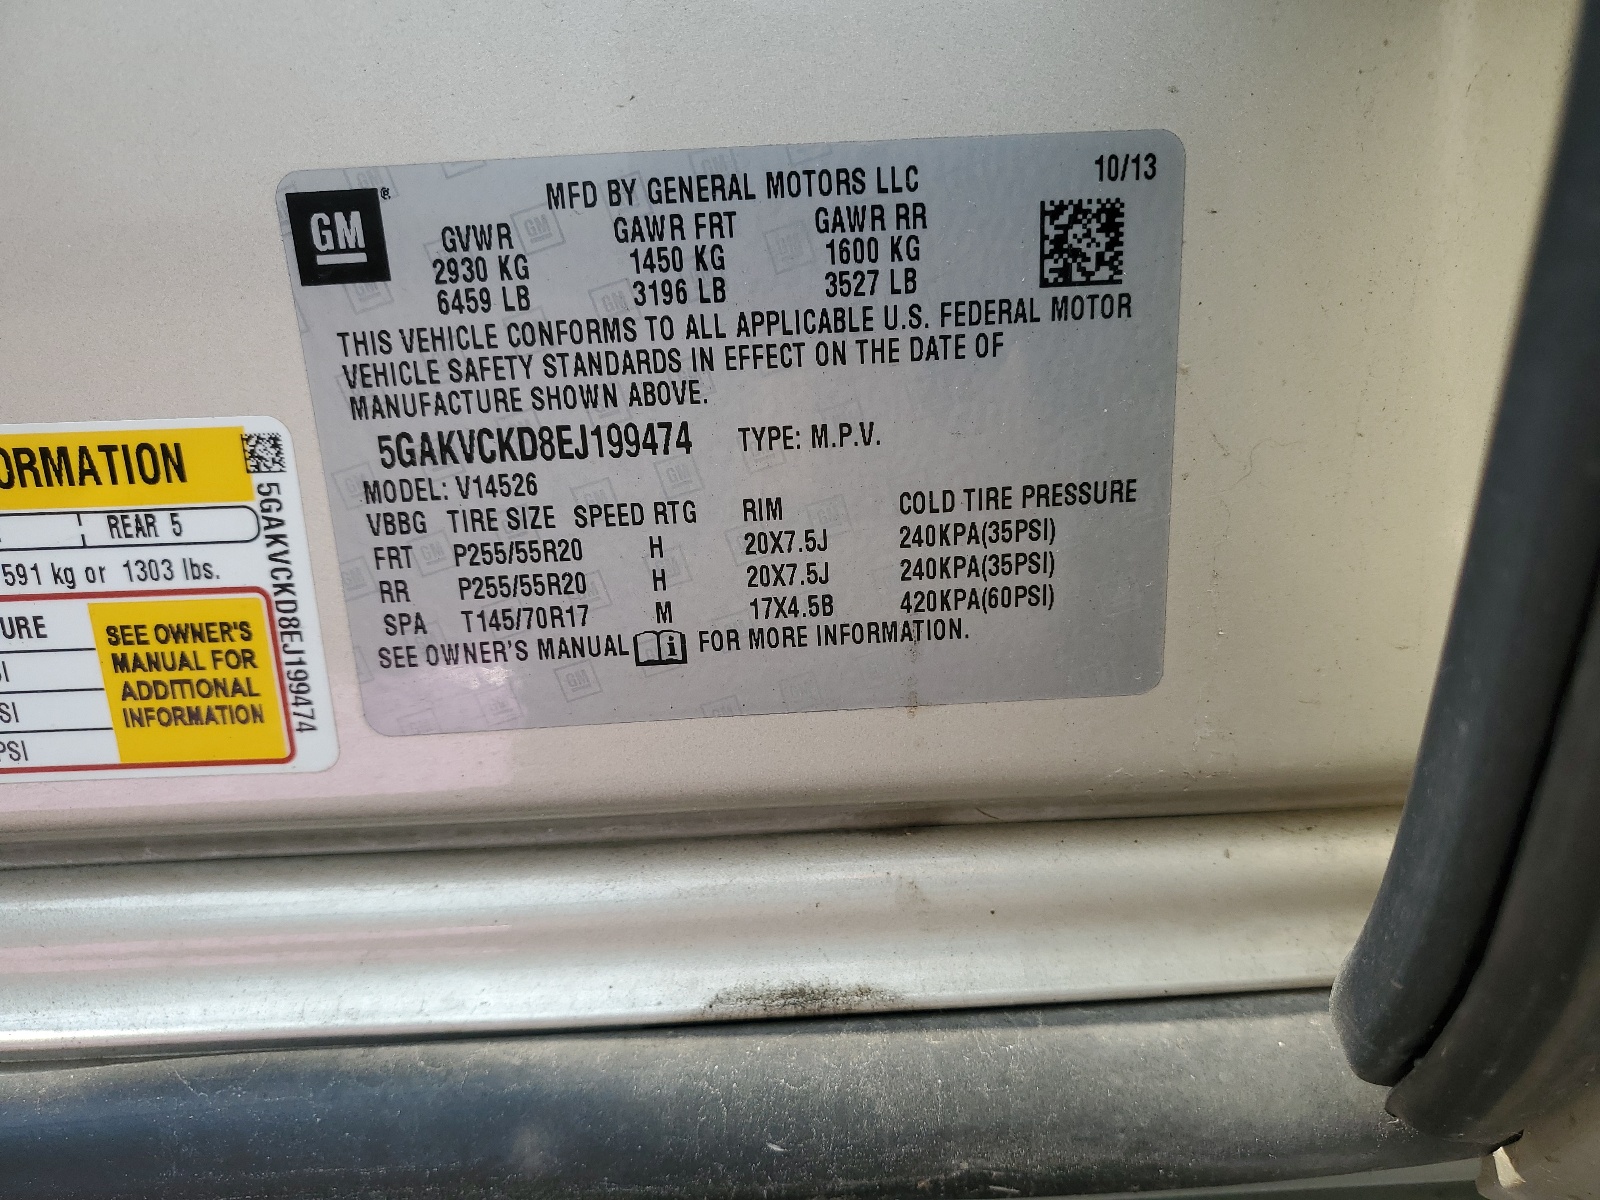 GM ®
MFD BY GENERAL MOTORS LLC 10/13
GVWR GAWR FRT GAWR RR
2930 KG 1450 KG 1600 KG
6459 LB 3196 LB 3527 LB
THIS VEHICLE CONFORMS TO ALL APPLICABLE U.S. FEDERAL MOTOR
VEHICLE SAFETY STANDARDS IN EFFECT ON THE DATE OF
MANUFACTURE SHOWN ABOVE.
5GAKVCKD8EJ199474 TYPE: M.P.V.
MODEL: V14526
VBBG TIRE SIZE SPEED RTG RIM COLD TIRE PRESSURE
FRT P255/55R20 H 20X7.5J 240KPA(35PSI)
RR P255/55R20 H 20X7.5J 240KPA(35PSI)
SPA T145/70R17 M 17X4.5B 420KPA(60PSI)
SEE OWNER'S MANUAL i FOR MORE INFORMATION.
ORMATION
REAR 5
591 kg or 1303 lbs.
URE
SI
PSI
SEE OWNER'S
MANUAL FOR
ADDITIONAL
INFORMATION
5GAKVCKD8EJ199474